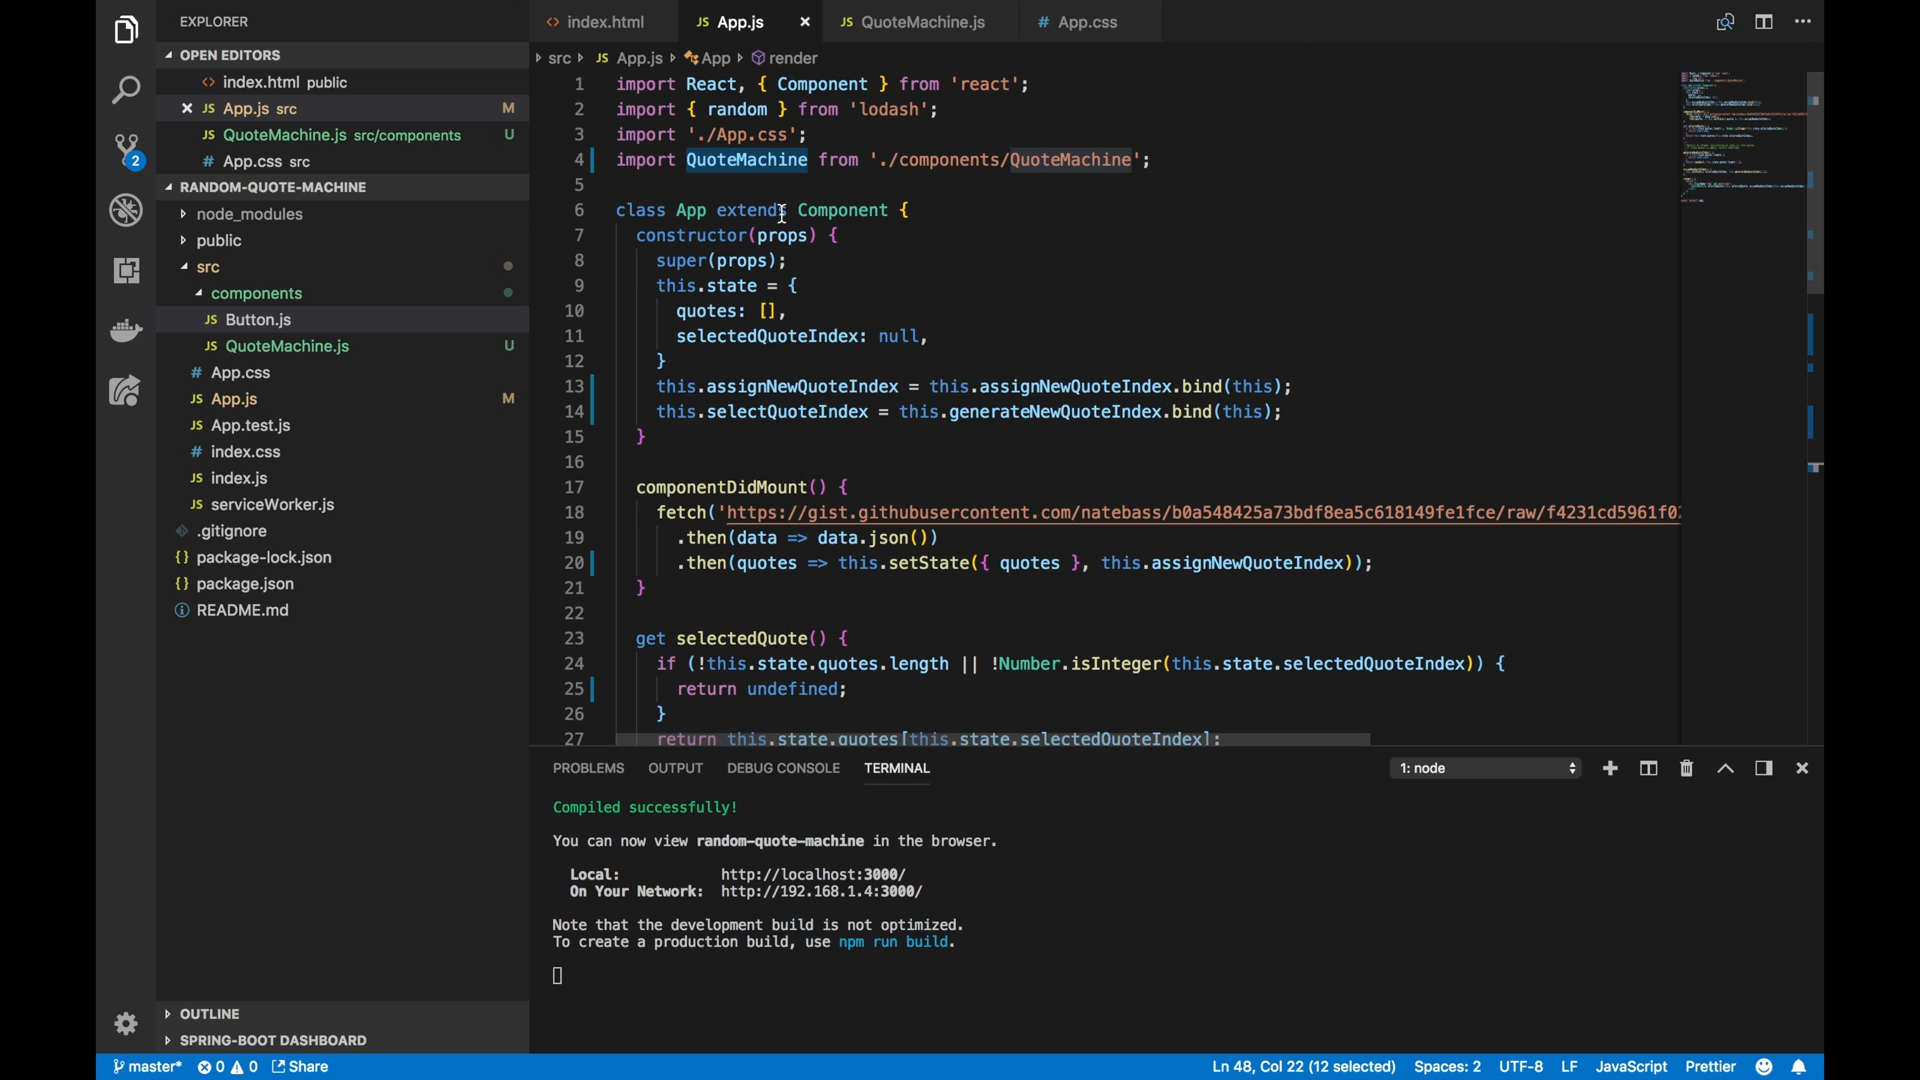 EXPLORER
OPEN EDITORS
index.html public
App.js src M
QuoteMachine.js src/components U
App.css src
RANDOM-QUOTE-MACHINE
node_modules
public
src
components
JS Button.js
JS QuoteMachine.js U
# App.css
JS App.js M
JS App.test.js
# index.css
JS index.js
JS serviceWorker.js
.gitignore
{} package-lock.json
{} package.json
README.md
OUTLINE
SPRING-BOOT DASHBOARD
2
<> index.html JS App.js × JS QuoteMachine.js # App.css
src JS App.js App render
1 import React, { Component } from 'react';
2 import { random } from 'lodash';
3 import './App.css';
4 import QuoteMachine from './components/QuoteMachine';
5
6 class App extends Component {
7 constructor(props) {
8 super(props);
9 this.state = {
10 quotes: [],
11 selectedQuoteIndex: null,
12 }
13 this.assignNewQuoteIndex = this.assignNewQuoteIndex.bind(this);
14 this.selectQuoteIndex = this.generateNewQuoteIndex.bind(this);
15 }
16
17 componentDidMount() {
18 fetch('https://gist.githubusercontent.com/natebass/b0a548425a73bdf8ea5c618149fe1fce/raw/f4231cd5961f0
19 .then(data => data.json())
20 .then(quotes => this.setState({ quotes }, this.assignNewQuoteIndex));
21 }
22
23 get selectedQuote() {
24 if (!this.state.quotes.length || !Number.isInteger(this.state.selectedQuoteIndex)) {
25 return undefined;
26 }
27 return this.state.quotes[this.state.selectedQuoteIndex];
PROBLEMS OUTPUT DEBUG CONSOLE TERMINAL 1: node
Compiled successfully!
You can now view random-quote-machine in the browser.
Local: http://localhost:3000/
On Your Network: http://192.168.1.4:3000/
Note that the development build is not optimized.
To create a production build, use npm run build.
master* 0 0 Share Ln 48, Col 22 (12 selected) Spaces: 2 UTF-8 LF JavaScript Prettier